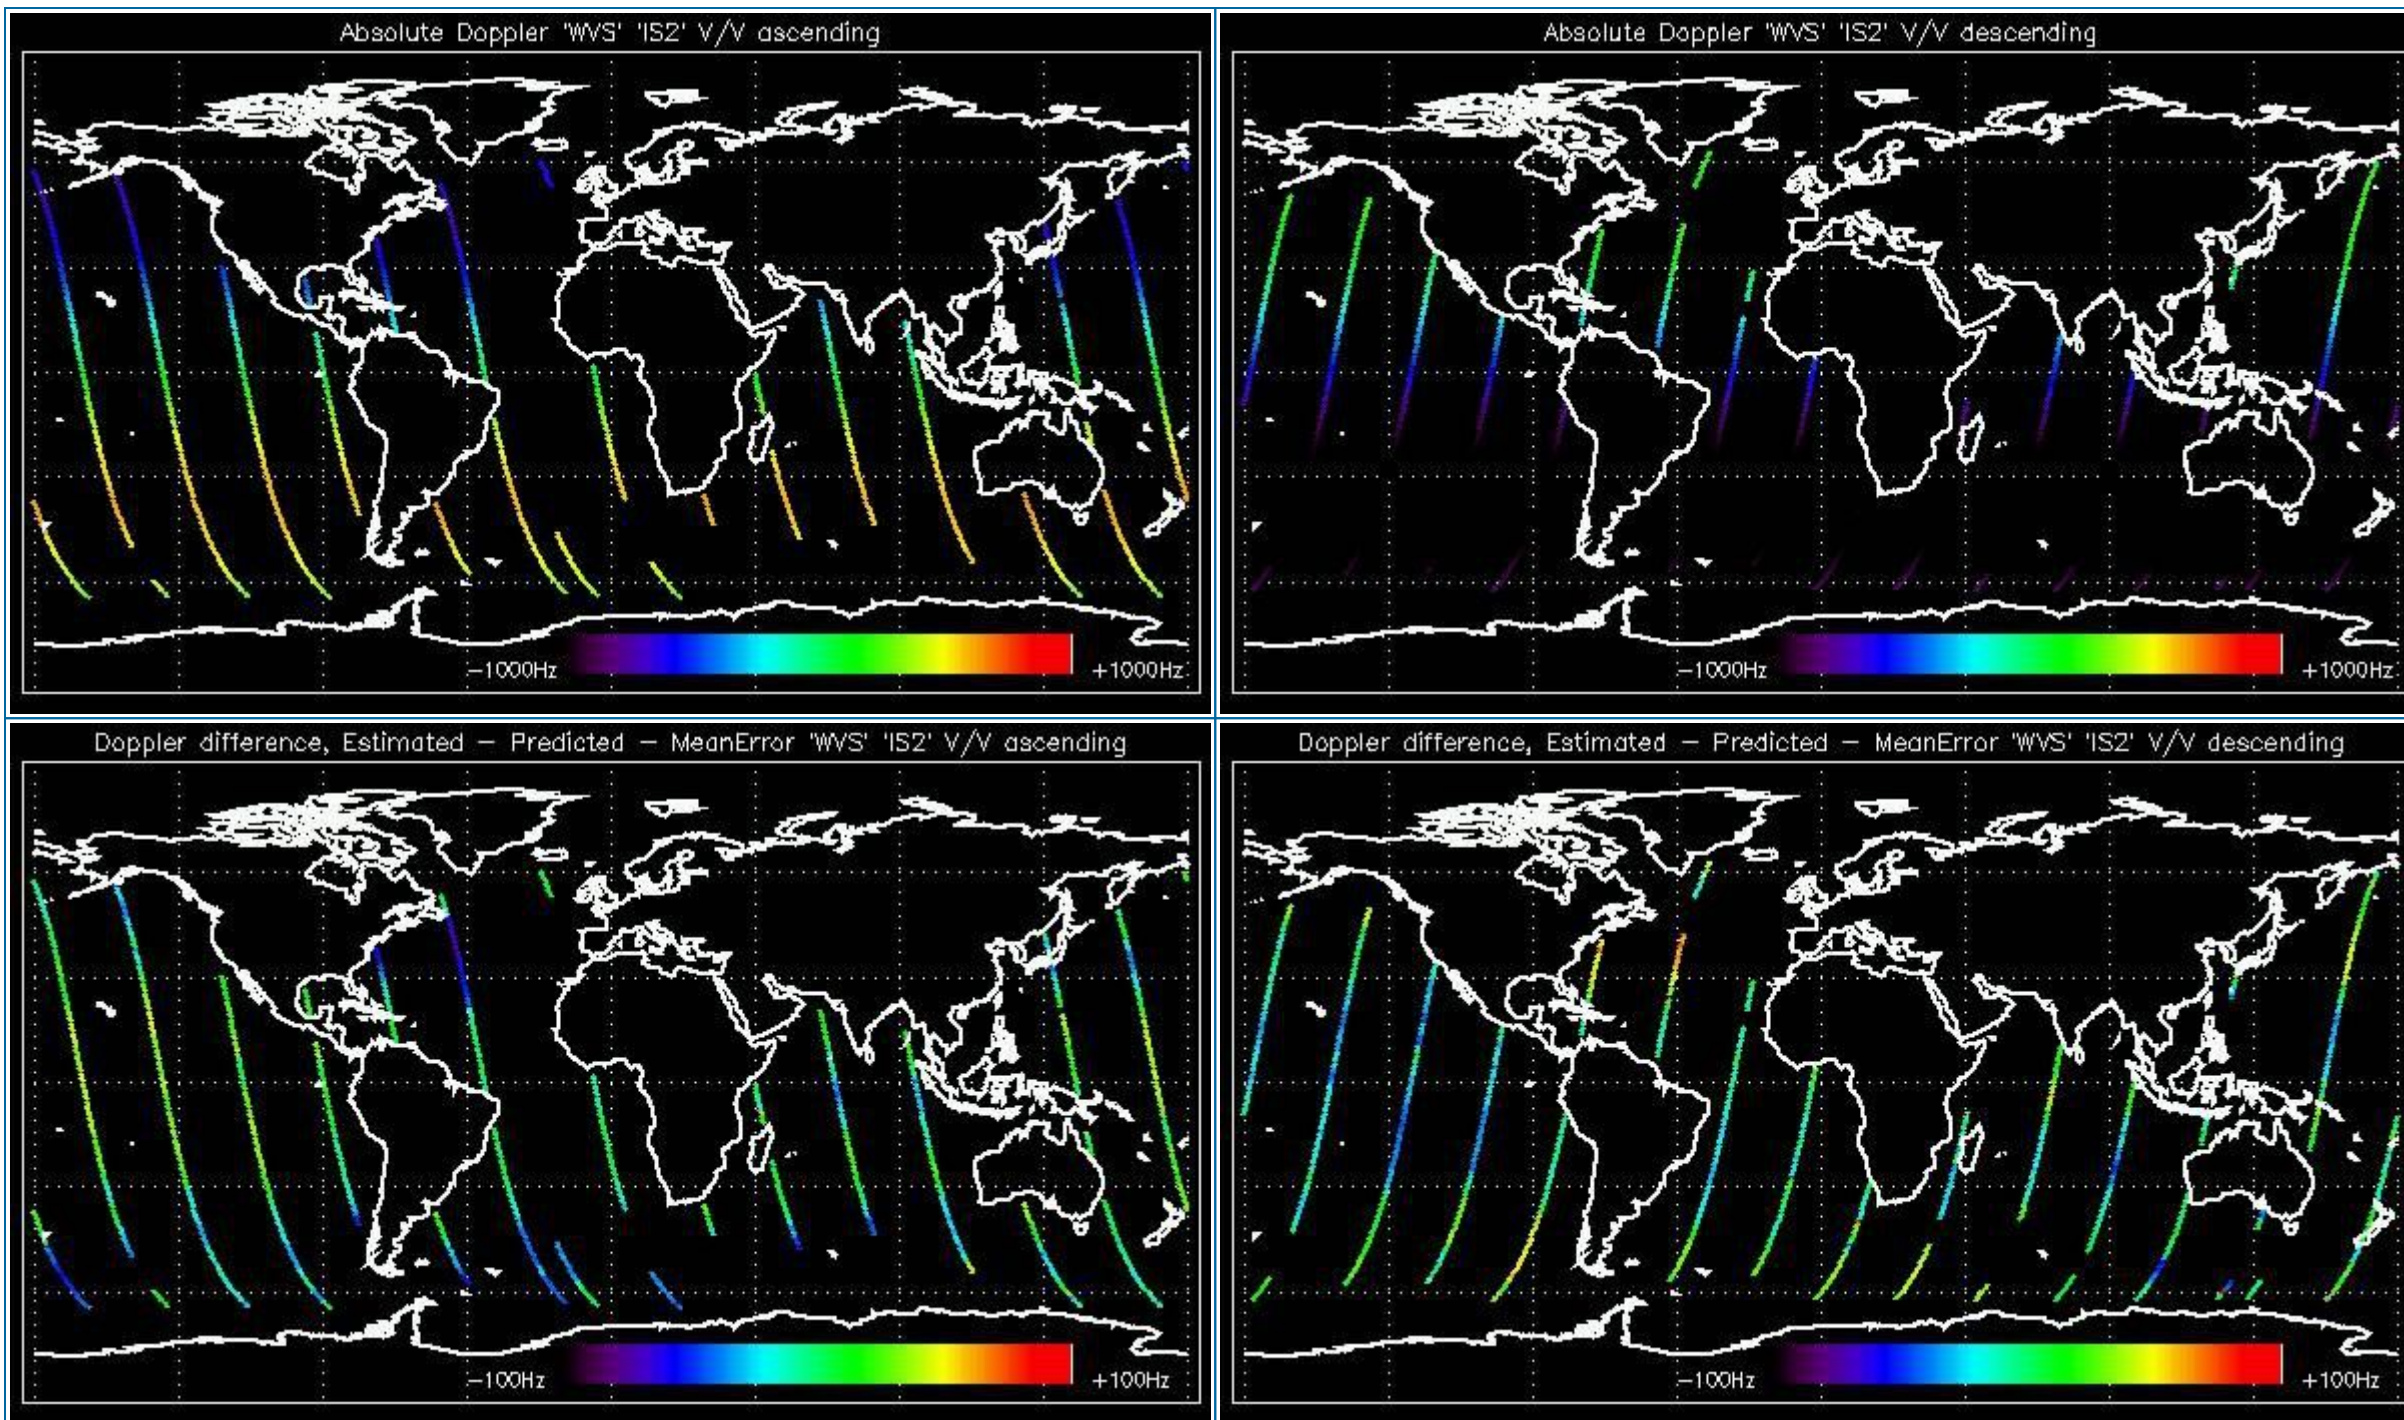 Absolute Doppler 'WVS' 'IS2' V/V ascending
−1000Hz
+1000Hz
Absolute Doppler 'WVS' 'IS2' V/V descending
−1000Hz
+1000Hz
Doppler difference, Estimated − Predicted − MeanError 'WVS' 'IS2' V/V ascending
−100Hz
+100Hz
Doppler difference, Estimated − Predicted − MeanError 'WVS' 'IS2' V/V descending
−100Hz
+100Hz